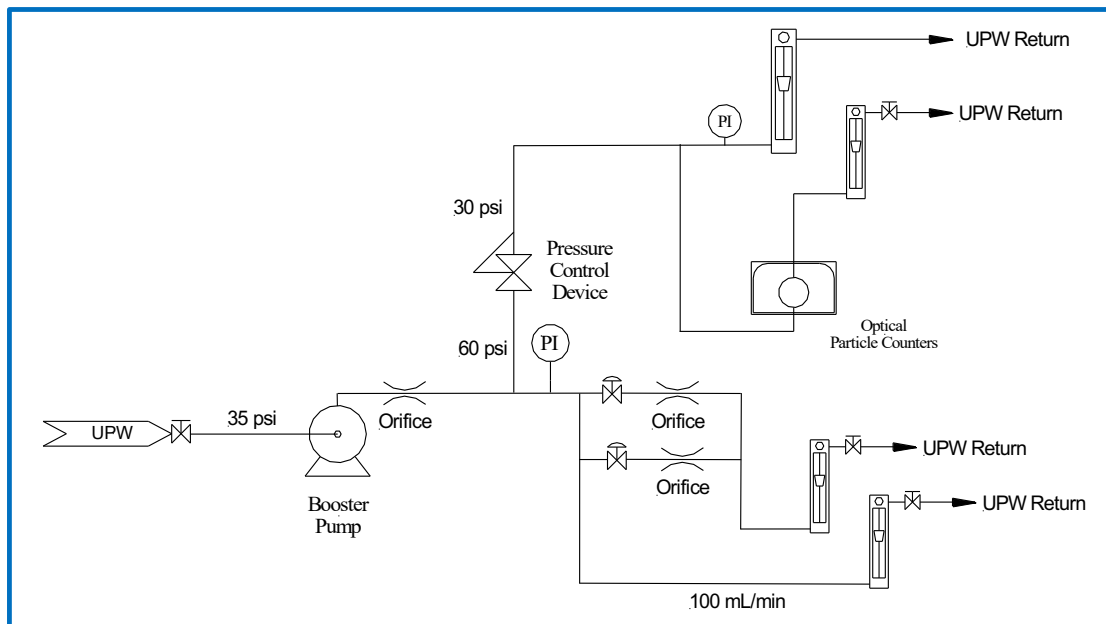 UPW Return
UPW Return
PI
30 psi
Pressure
Control
Device
Optical
Particle Counters
60 psi
PI
35 psi
Orifice
Orifice
UPW
UPW Return
Orifice
Booster
Pump
UPW Return
100 mL/min